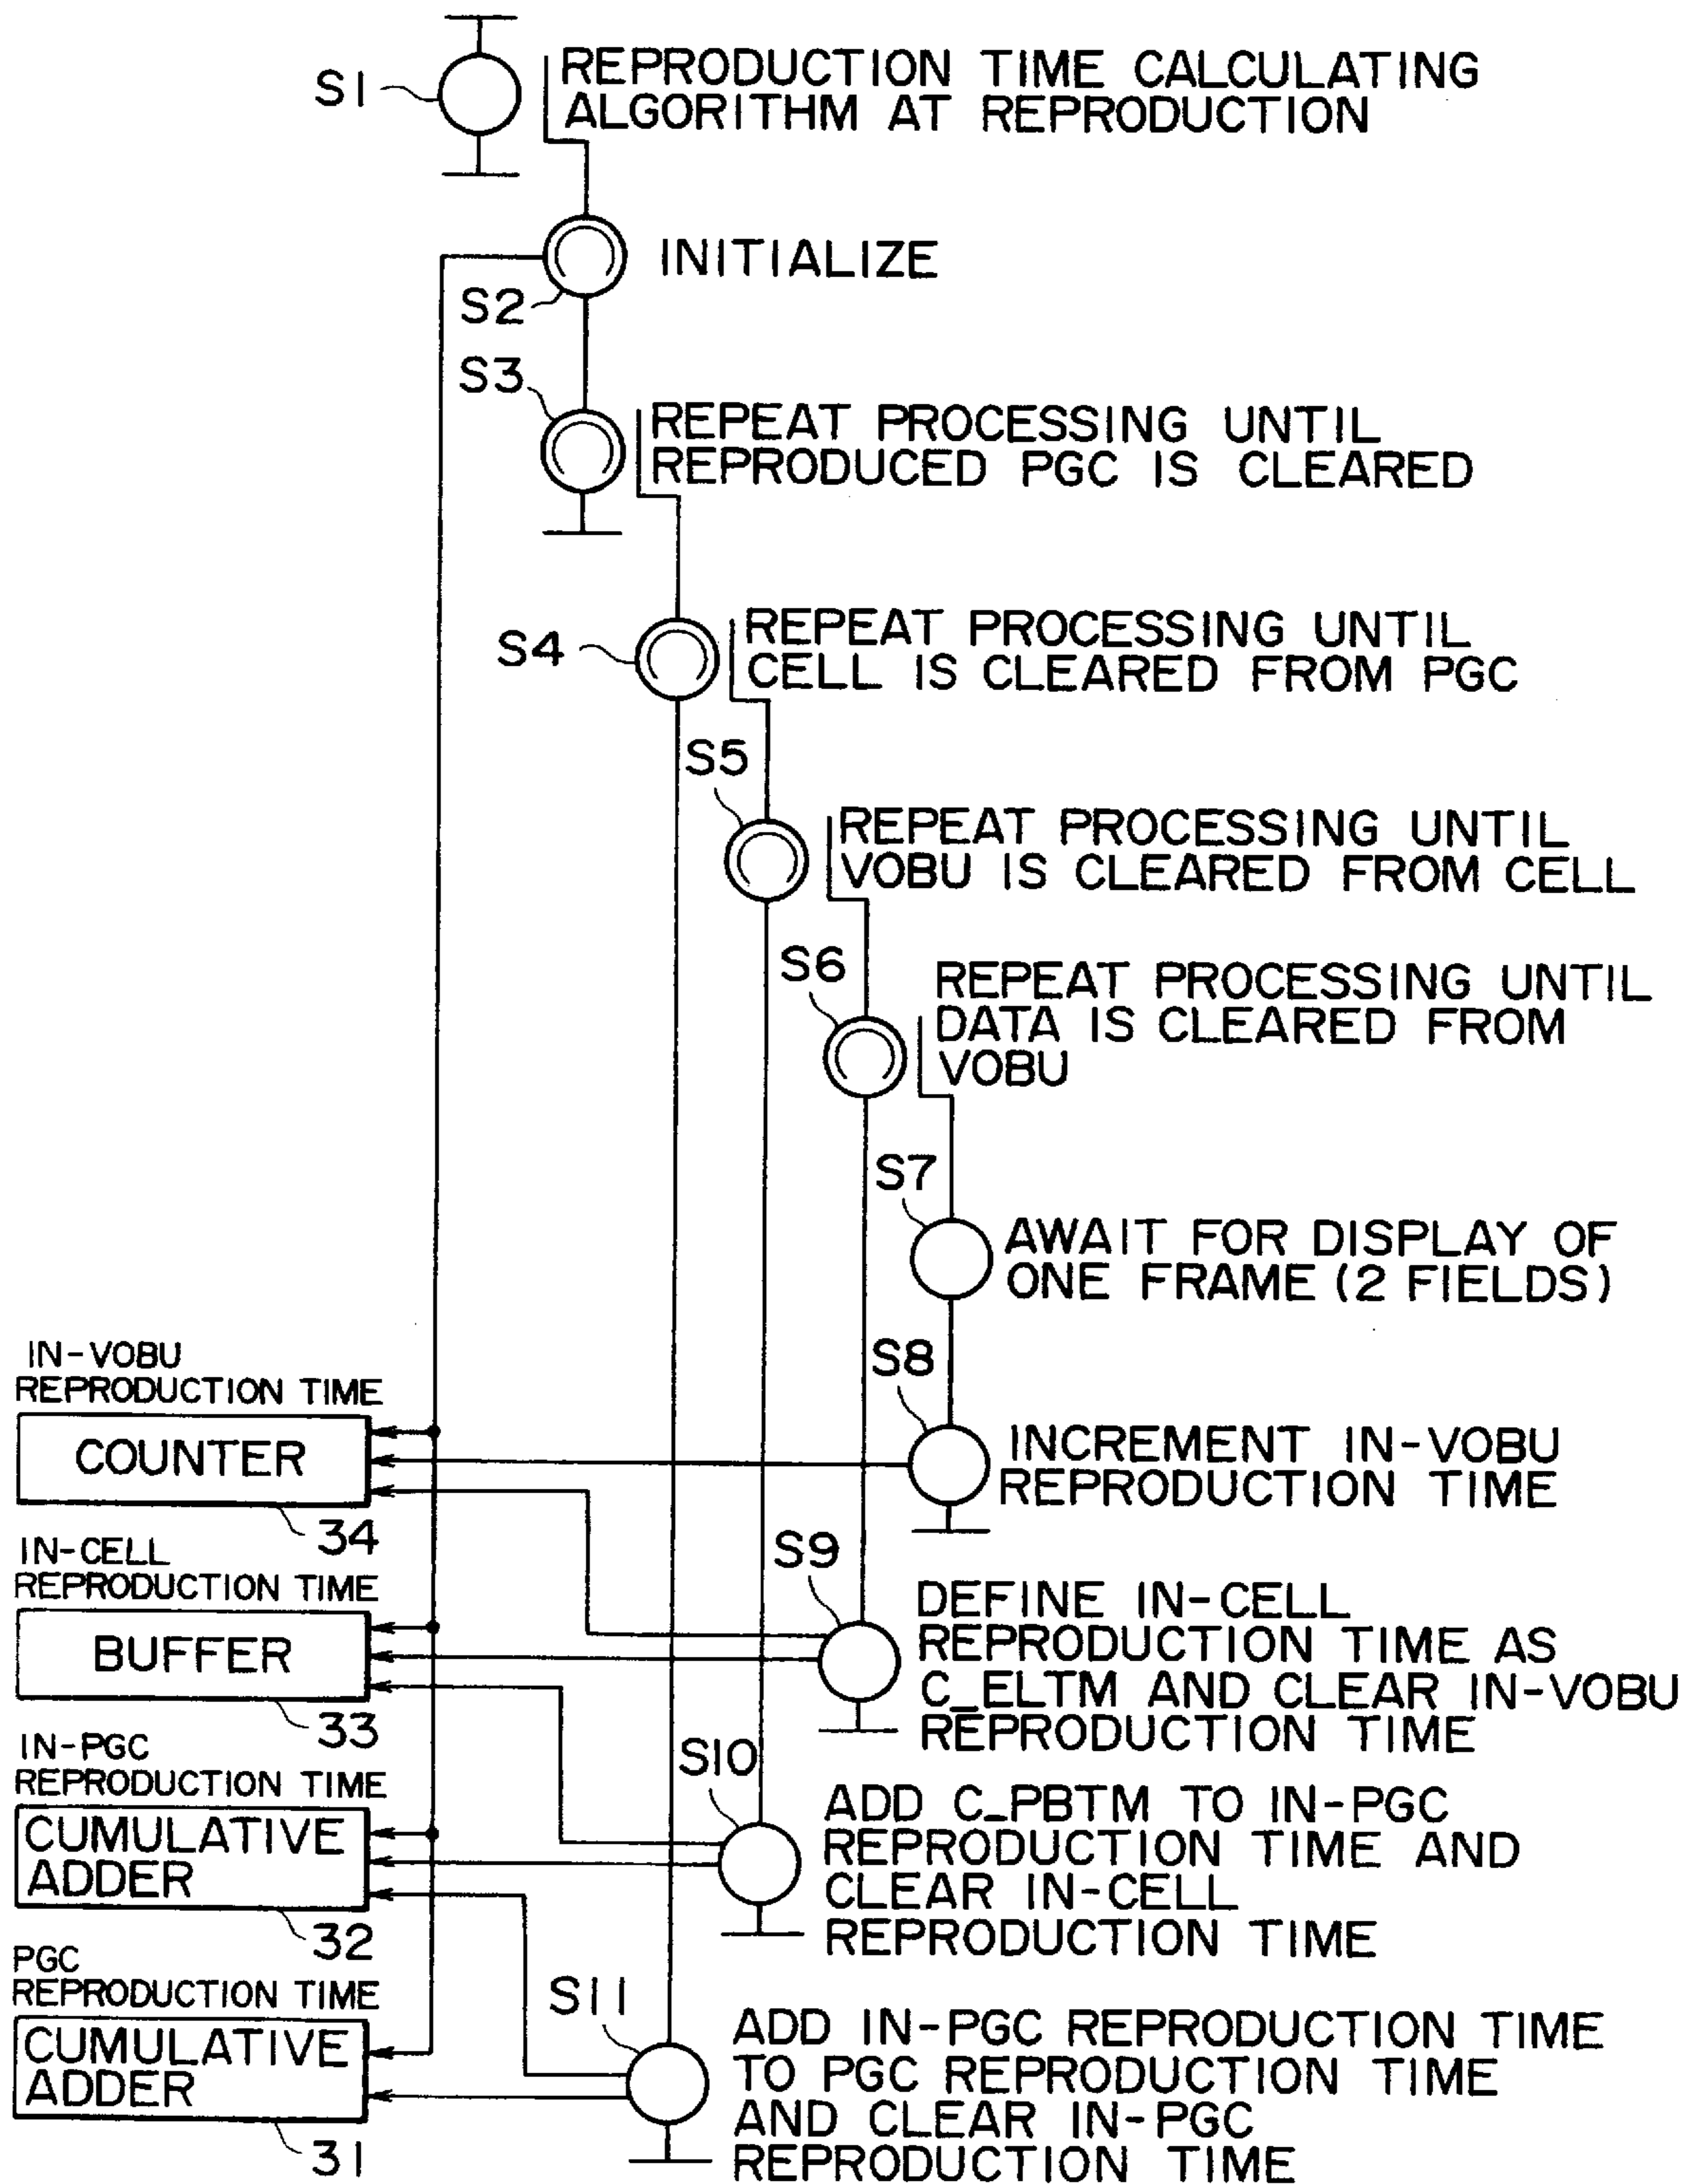 S1
REPRODUCTION TIME CALCULATING
ALGORITHM AT REPRODUCTION
INITIALIZE
S2
S3
REPEAT PROCESSING UNTIL
REPRODUCED PGC IS CLEARED
S4
REPEAT PROCESSING UNTIL
CELL IS CLEARED FROM PGC
S5
REPEAT PROCESSING UNTIL
VOBU IS CLEARED FROM CELL
S6
REPEAT PROCESSING UNTIL
DATA IS CLEARED FROM
VOBU
S7
AWAIT FOR DISPLAY OF
ONE FRAME (2 FIELDS)
S8
INCREMENT IN-VOBU
REPRODUCTION TIME
IN-VOBU
REPRODUCTION TIME
COUNTER
34
S9
DEFINE IN-CELL
REPRODUCTION TIME AS
C_ELTM AND CLEAR IN-VOBU
REPRODUCTION TIME
IN-CELL
REPRODUCTION TIME
BUFFER
33
S10
ADD C_PBTM TO IN-PGC
REPRODUCTION TIME AND
CLEAR IN-CELL
REPRODUCTION TIME
IN-PGC
REPRODUCTION TIME
CUMULATIVE
ADDER
32
S11
ADD IN-PGC REPRODUCTION TIME
TO PGC REPRODUCTION TIME
AND CLEAR IN-PGC
REPRODUCTION TIME
PGC
REPRODUCTION TIME
CUMULATIVE
ADDER
31